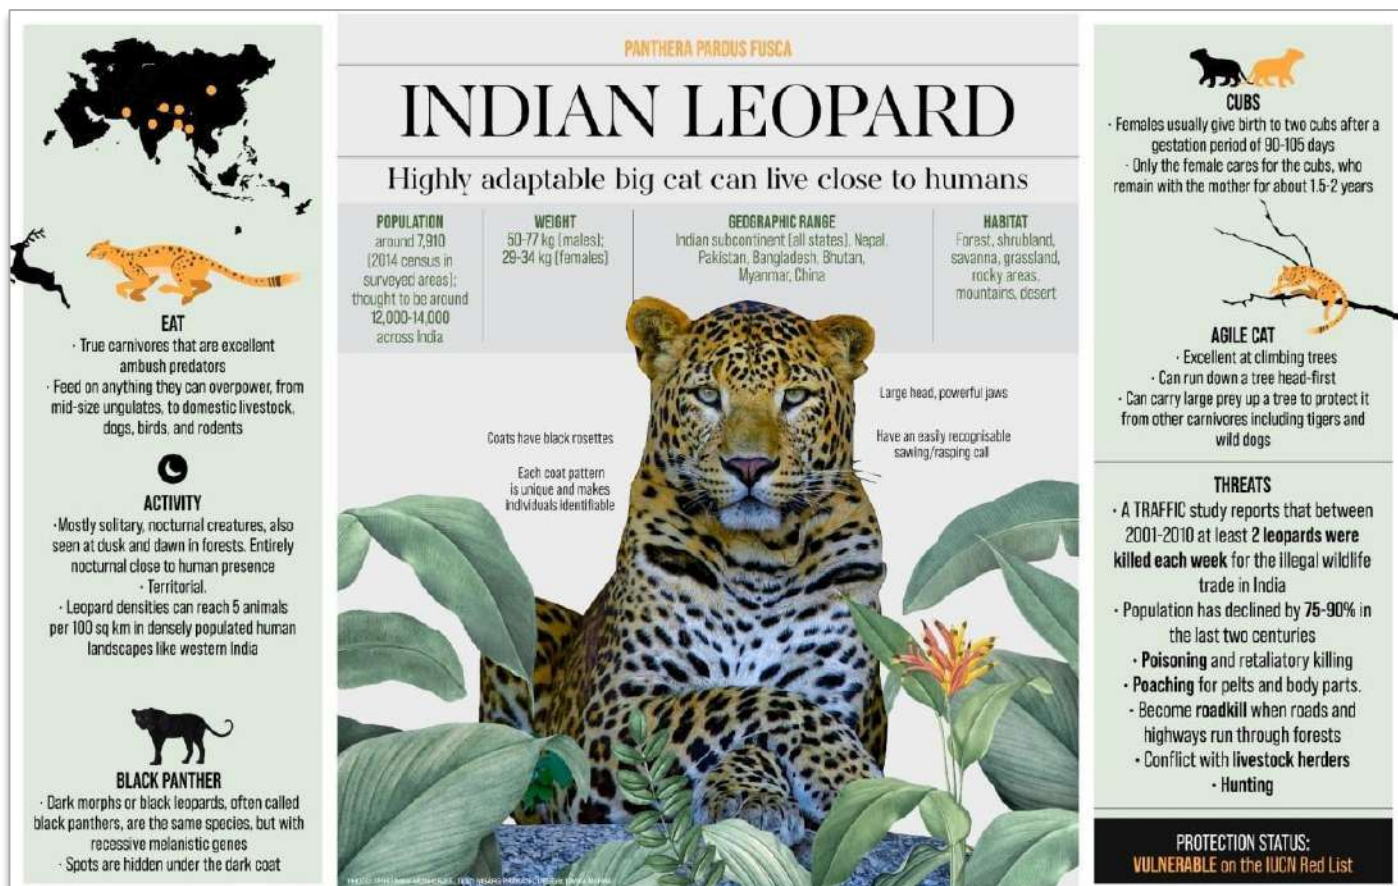 PANTHERA PARDUS FUSCA
INDIAN LEOPARD
Highly adaptable big cat can live close to humans
POPULATION
around 7,910
(2014 census in
surveyed areas);
thought to be around
12,000-14,000
across India
WEIGHT
50-77 kg (males);
29-34 kg (females)
GEOGRAPHIC RANGE
Indian subcontinent (all states), Nepal,
Pakistan, Bangladesh, Bhutan,
Myanmar, China
HABITAT
Forest, shrubland,
savanna, grassland,
rocky areas,
mountains, desert
EAT
· True carnivores that are excellent
ambush predators
· Feed on anything they can overpower, from
mid-size ungulates, to domestic livestock,
dogs, birds, and rodents
ACTIVITY
·Mostly solitary, nocturnal creatures, also
seen at dusk and dawn in forests. Entirely
nocturnal close to human presence
· Territorial.
· Leopard densities can reach 5 animals
per 100 sq km in densely populated human
landscapes like western India
BLACK PANTHER
· Dark morphs or black leopards, often called
black panthers, are the same species, but with
recessive melanistic genes
· Spots are hidden under the dark coat
Coats have black rosettes
Each coat pattern
is unique and makes
individuals identifiable
Large head, powerful jaws
Have an easily recognisable
sawing/rasping call
CUBS
· Females usually give birth to two cubs after a
gestation period of 90-105 days
· Only the female cares for the cubs, who
remain with the mother for about 1.5-2 years
AGILE CAT
· Excellent at climbing trees
· Can run down a tree head-first
· Can carry large prey up a tree to protect it
from other carnivores including tigers and
wild dogs
THREATS
· A TRAFFIC study reports that between
2001-2010 at least 2 leopards were
killed each week for the illegal wildlife
trade in India
· Population has declined by 75-90% in
the last two centuries
· Poisoning and retaliatory killing
· Poaching for pelts and body parts.
· Become roadkill when roads and
highways run through forests
· Conflict with livestock herders
· Hunting
PROTECTION STATUS:
VULNERABLE on the IUCN Red List